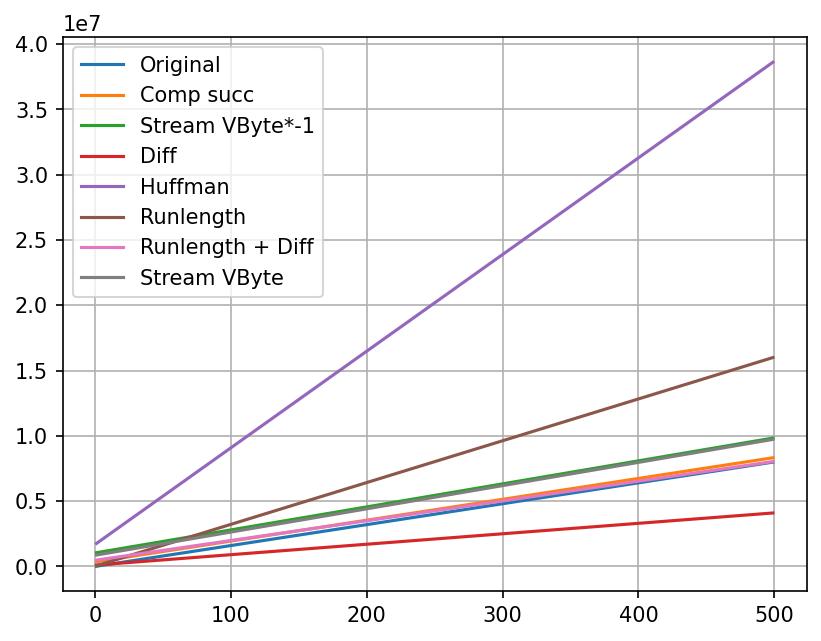 1e7
4.0
3.5
3.0
2.5
2.0
1.5
1.0
0.5
0.0
Original
Comp succ
Stream VByte*-1
Diff
Huffman
Runlength
Runlength + Diff
Stream VByte
0 100 200 300 400 500